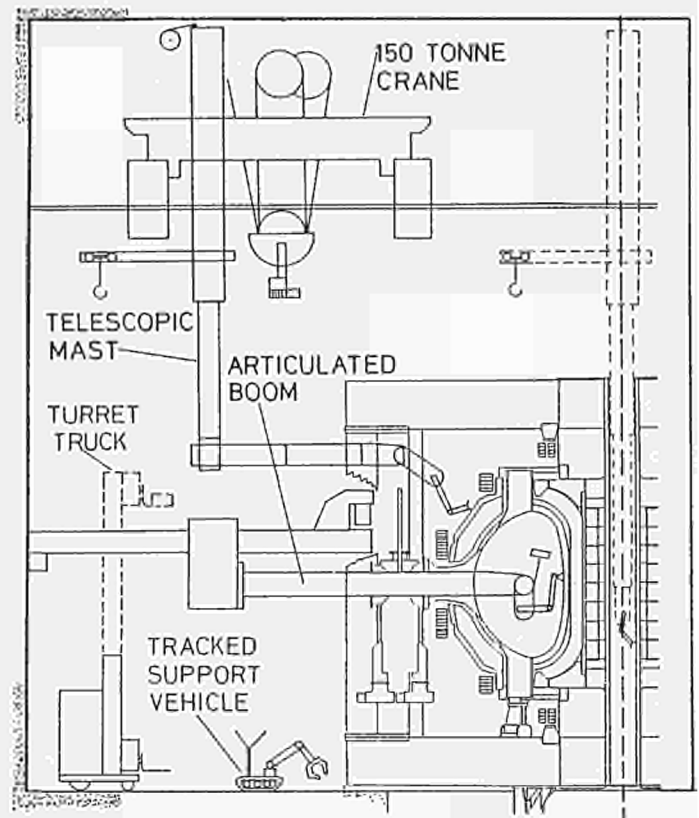 150 TONNE
CRANE
TELESCOPIC
MAST
ARTICULATED
BOOM
TURRET
TRUCK
TRACKED
SUPPORT
VEHICLE